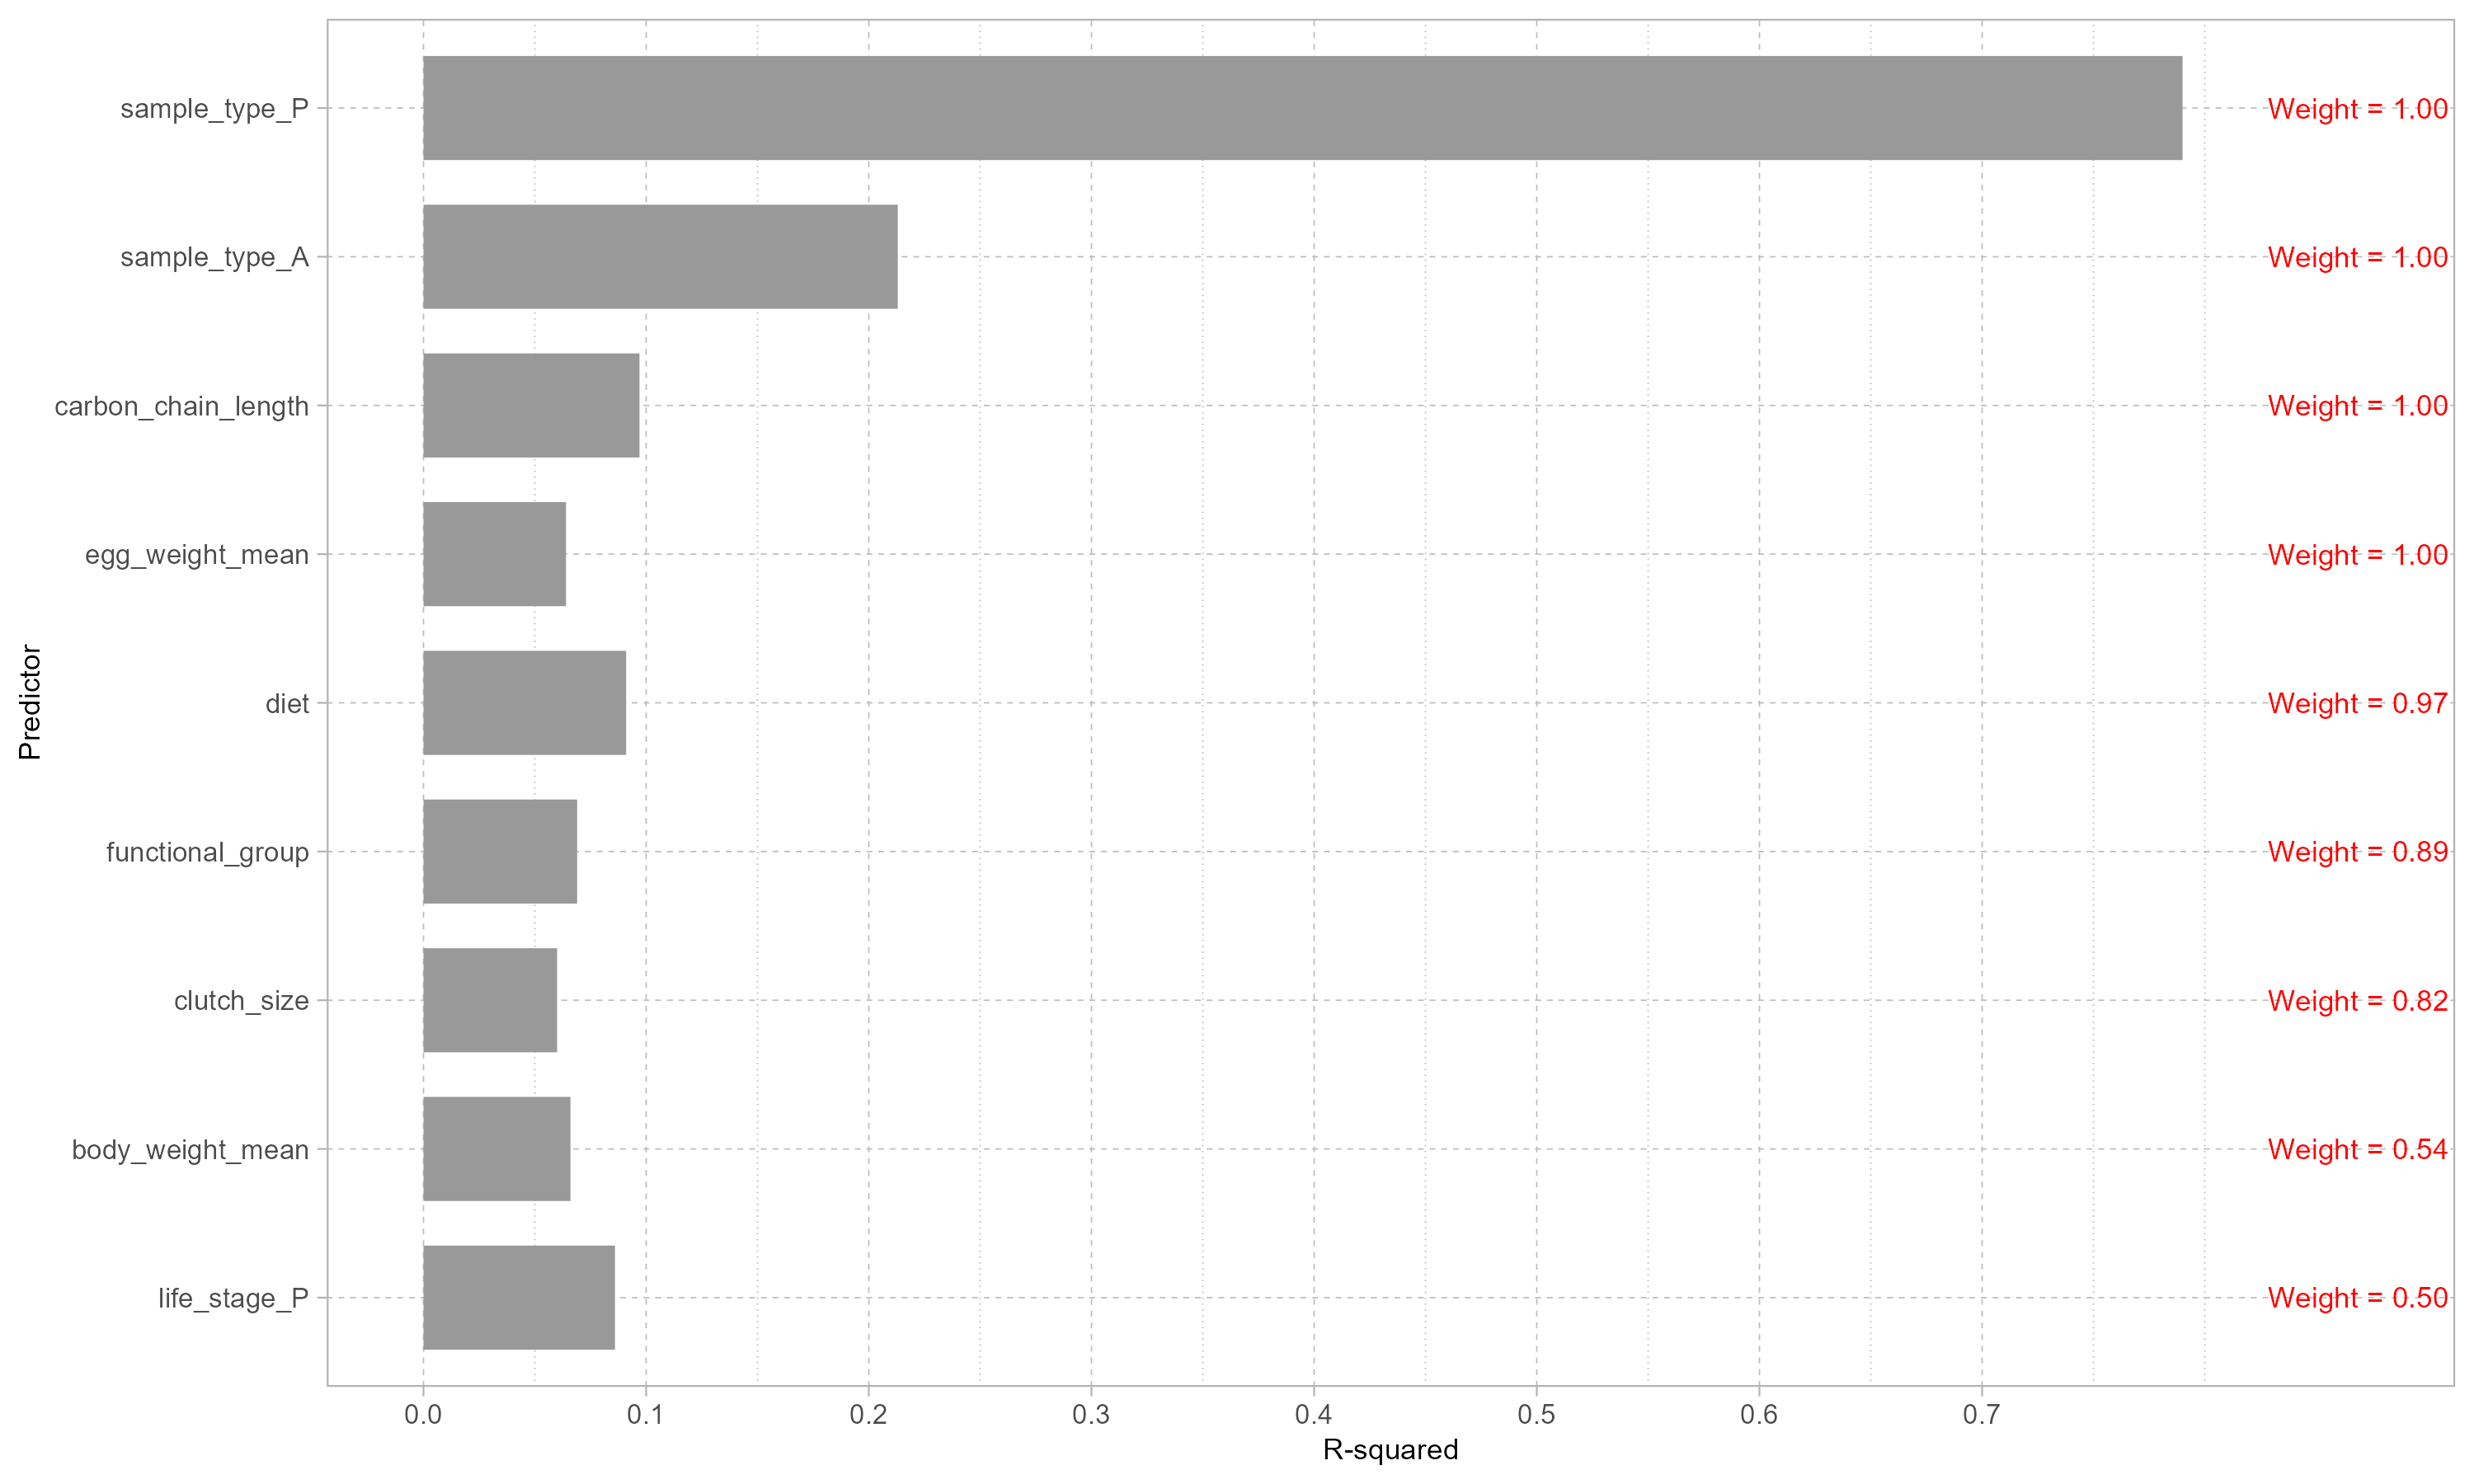 sample_type_P
Weight = 1.00
sample_type_A
Weight = 1.00
carbon_chain_length
Weight = 1.00
egg_weight_mean
Weight = 1.00
diet
Weight = 0.97
functional_group
Weight = 0.89
clutch_size
Weight = 0.82
body_weight_mean
Weight = 0.54
life_stage_P
Weight = 0.50
Predictor
0.0 0.1 0.2 0.3 0.4 0.5 0.6 0.7
R-squared